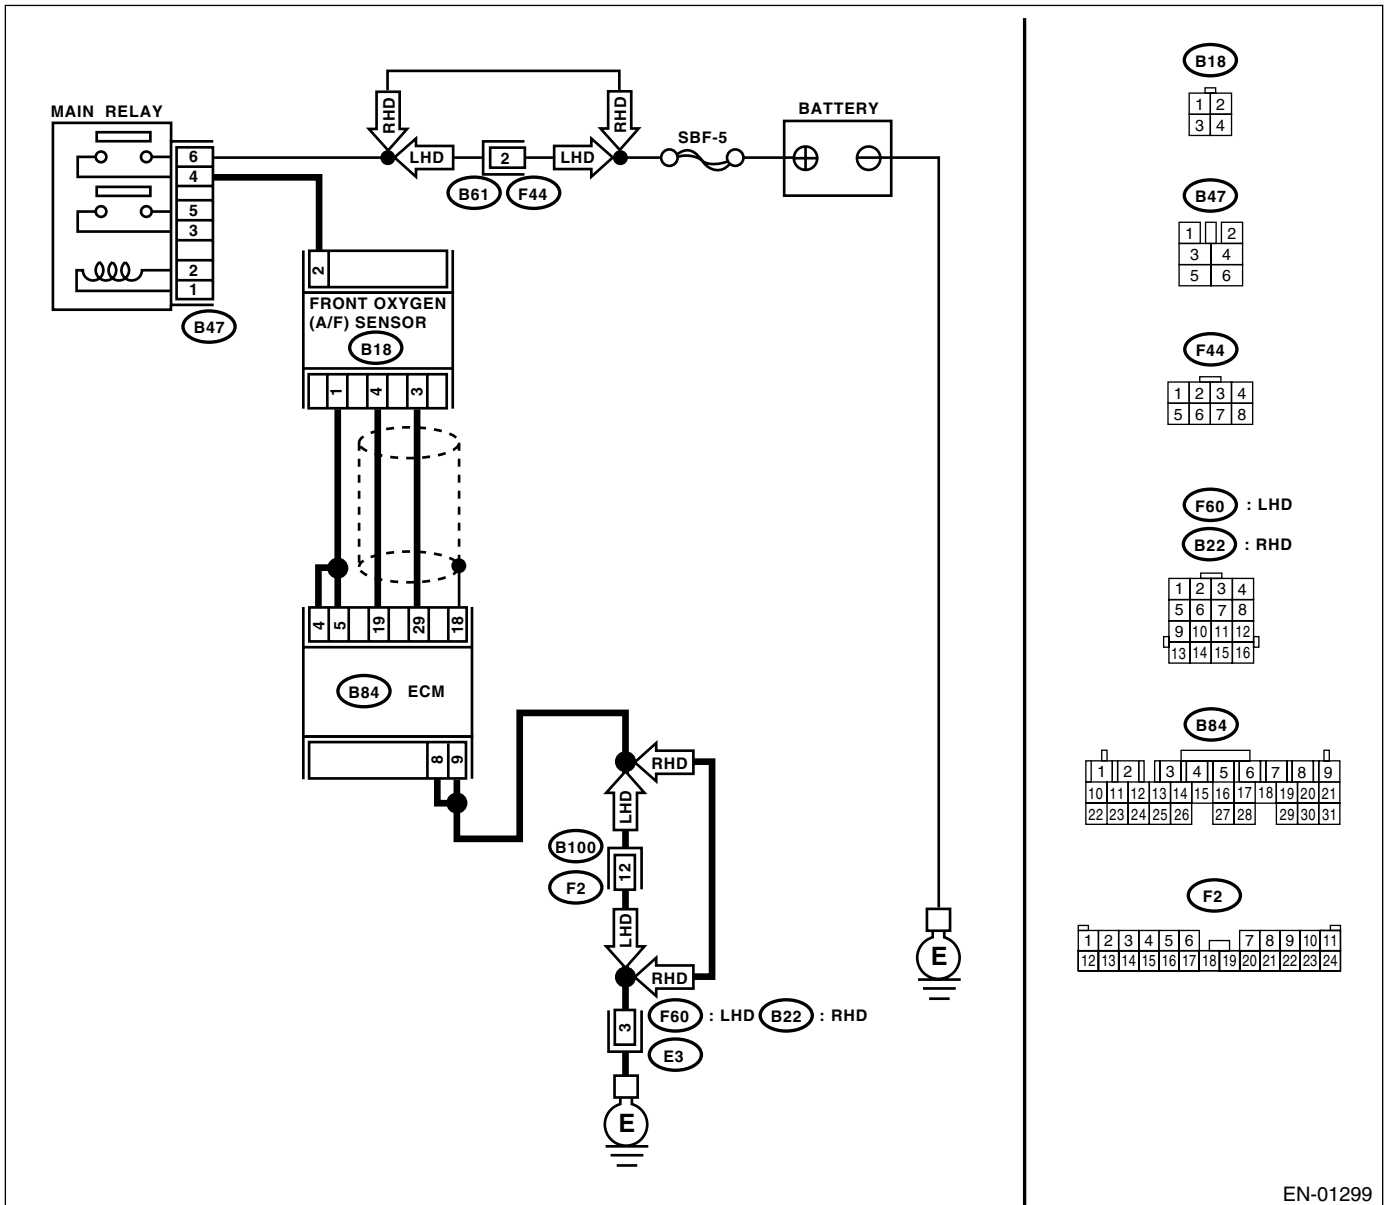 MAIN RELAY
6
4
5
3
2
1
B47
RHD
RHD
LHD
2
LHD
B61
F44
SBF-5
BATTERY
2
FRONT OXYGEN
(A/F) SENSOR
B18
1
4
3
4
5
19
29
18
B84
ECM
8
9
RHD
LHD
B100
12
F2
LHD
RHD
3
F60 : LHD B22 : RHD
E3
E
E
B18
1 2
3 4
B47
1 2
3 4
5 6
F44
1 2 3 4
5 6 7 8
F60 : LHD
B22 : RHD
1 2 3 4
5 6 7 8
9 10 11 12
13 14 15 16
B84
1 2 3 4 5 6 7 8 9
10 11 12 13 14 15 16 17 18 19 20 21
22 23 24 25 26 27 28 29 30 31
F2
1 2 3 4 5 6 7 8 9 10 11
12 13 14 15 16 17 18 19 20 21 22 23 24
EN-01299